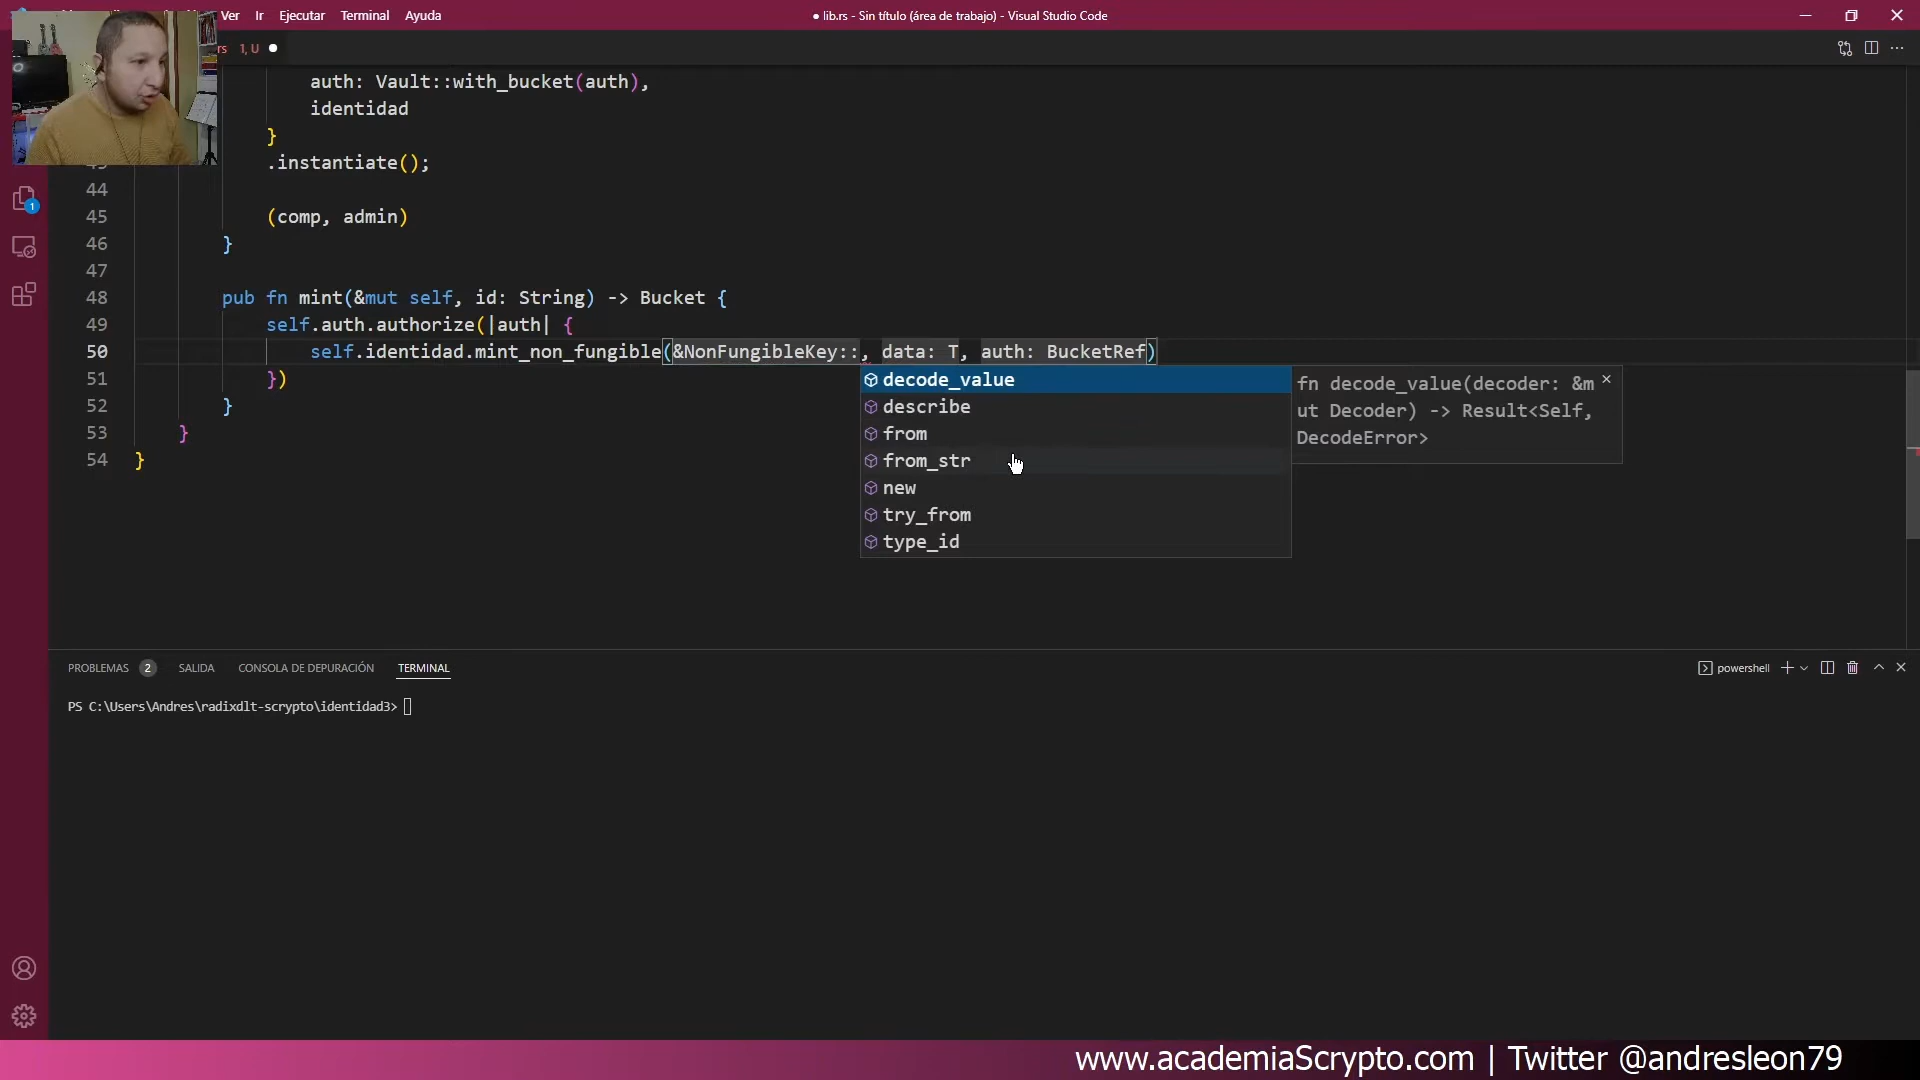 Ver Ir Ejecutar Terminal Ayuda
● lib.rs - Sin título (área de trabajo) - Visual Studio Code
rs 1, U ●
auth: Vault::with_bucket(auth),
identidad
}
.instantiate();
44
45 (comp, admin)
46 }
47
48 pub fn mint(&mut self, id: String) -> Bucket {
49 self.auth.authorize(|auth| {
50 self.identidad.mint_non_fungible(&NonFungibleKey::, data: T, auth: BucketRef)
51 })
52 }
53 }
54 }
decode_value
describe
from
from_str
new
try_from
type_id
fn decode_value(decoder: &m
ut Decoder) -> Result<Self,
DecodeError>
1
PROBLEMAS 2 SALIDA CONSOLA DE DEPURACIÓN TERMINAL
powershell
PS C:\Users\Andres\radixdlt-scrypto\identidad3>
www.academiaScrypto.com | Twitter @andresleon79